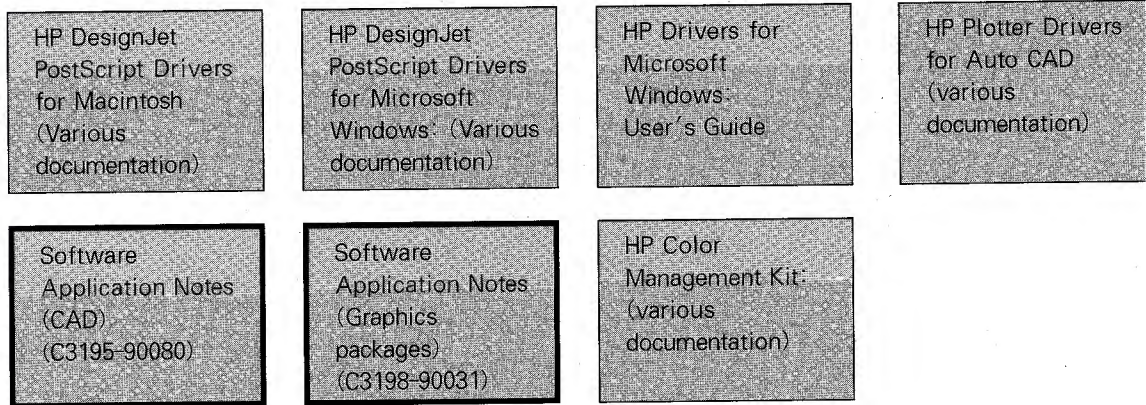 HP DesignJet
PostScript Drivers
for Macintosh
(Various
documentation)
HP DesignJet
PostScript Drivers
for Microsoft
Windows: (Various
documentation)
HP Drivers for
Microsoft
Windows:
User's Guide
HP Plotter Drivers
for Auto CAD
(various
documentation)
Software
Application Notes
(CAD)
(C3195-90080)
Software
Application Notes
(Graphics
packages)
(C3198-90031)
HP Color
Management Kit:
(various
documentation)